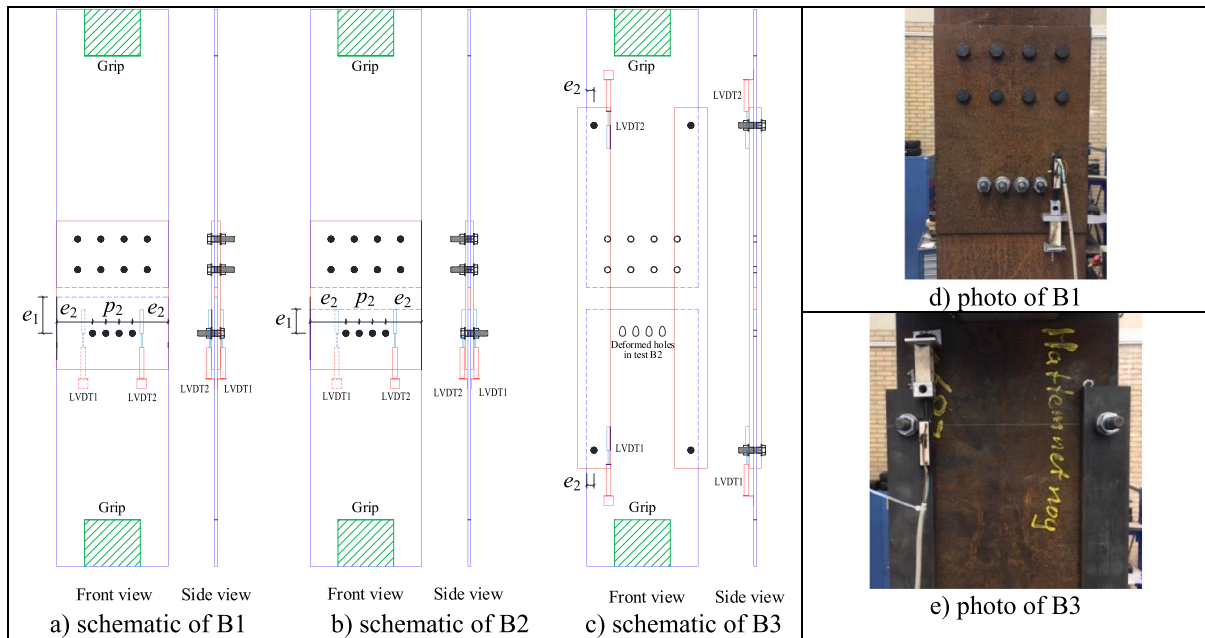 Grip
e₂ p₂ e₂
e₁
LVDT1 LVDT2 LVDT2 LVDT1
Grip
Front view Side view
a) schematic of B1
Grip
e₂ p₂ e₂
e₁
LVDT1 LVDT2 LVDT2 LVDT1
Grip
Front view Side view
b) schematic of B2
Grip
e₂
LVDT2 LVDT2
Deformed holes
in test B2
LVDT1 LVDT1
e₂
Grip
Front view Side view
c) schematic of B3
d) photo of B1
Hattem met nog
e) photo of B3